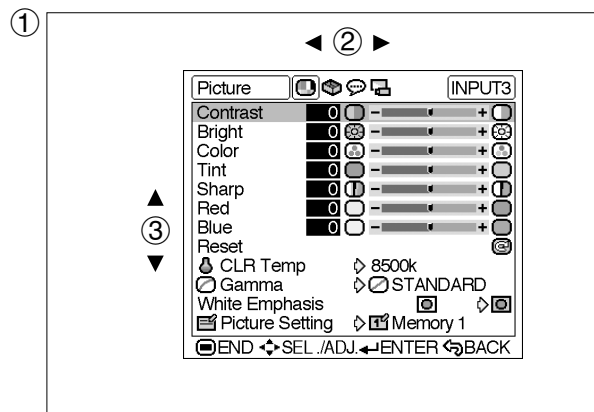 ①
◄ ② ►
Picture INPUT3
Contrast 0 - +
Bright 0 - +
Color 0 - +
Tint 0 - +
Sharp 0 - +
Red 0 - +
Blue 0 - +
Reset
▲
③
▼
CLR Temp 8500k
Gamma STANDARD
White Emphasis
Picture Setting 1 Memory 1
END SEL./ADJ. ENTER BACK